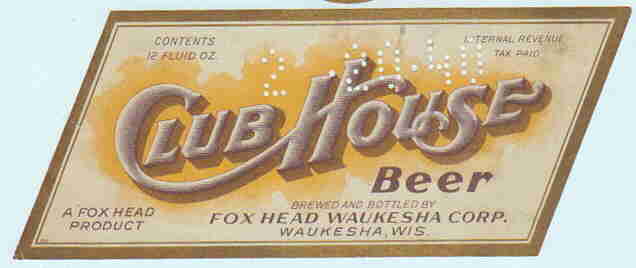 CONTENTS
12 FLUID OZ.
INTERNAL REVENUE
TAX PAID
CLUB HOUSE
Beer
BREWED AND BOTTLED BY
FOX HEAD WAUKESHA CORP.
WAUKESHA, WIS.
A FOX HEAD
PRODUCT